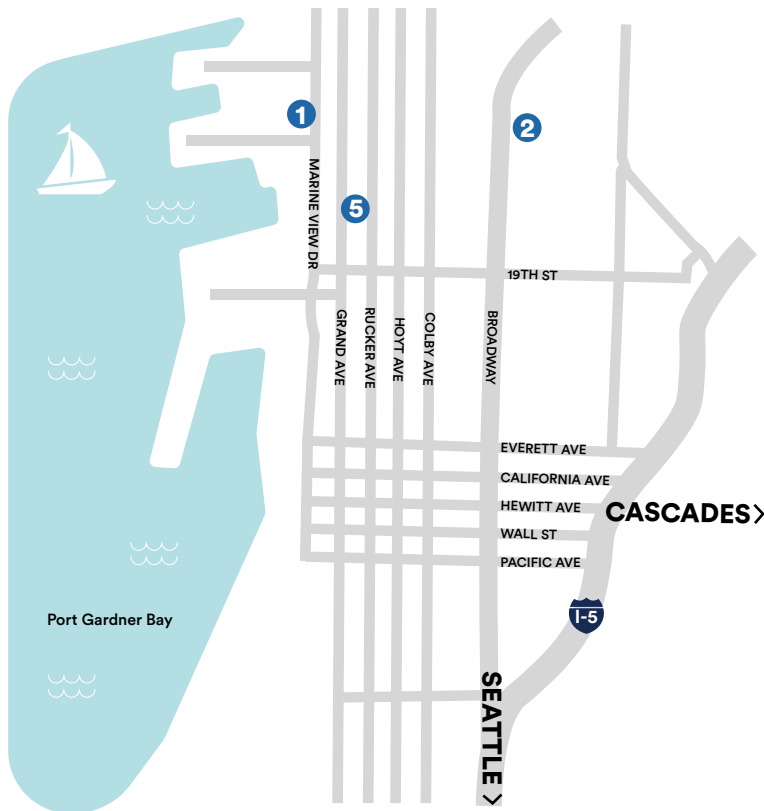 1
2
MARINE VIEW DR
5
19TH ST
GRAND AVE
RUCKER AVE
HOYT AVE
COLBY AVE
BROADWAY
EVERETT AVE
CALIFORNIA AVE
HEWITT AVE
CASCADES>
WALL ST
PACIFIC AVE
I-5
Port Gardner Bay
SEATTLE>